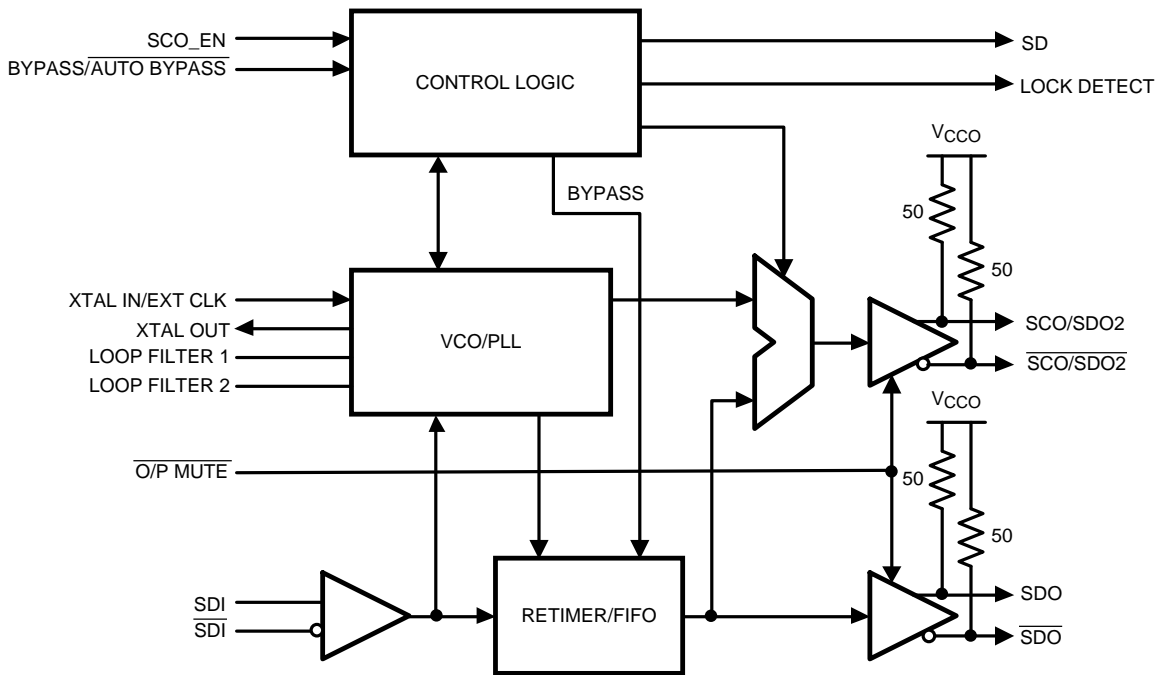 SCO_EN
BYPASS/AUTO BYPASS
CONTROL LOGIC
SD
LOCK DETECT
VCCO
BYPASS
50
50
XTAL IN/EXT CLK
XTAL OUT
LOOP FILTER 1
LOOP FILTER 2
VCO/PLL
SCO/SDO2
SCO/SDO2
VCCO
O/P MUTE
50
50
SDI
SDI
RETIMER/FIFO
SDO
SDO